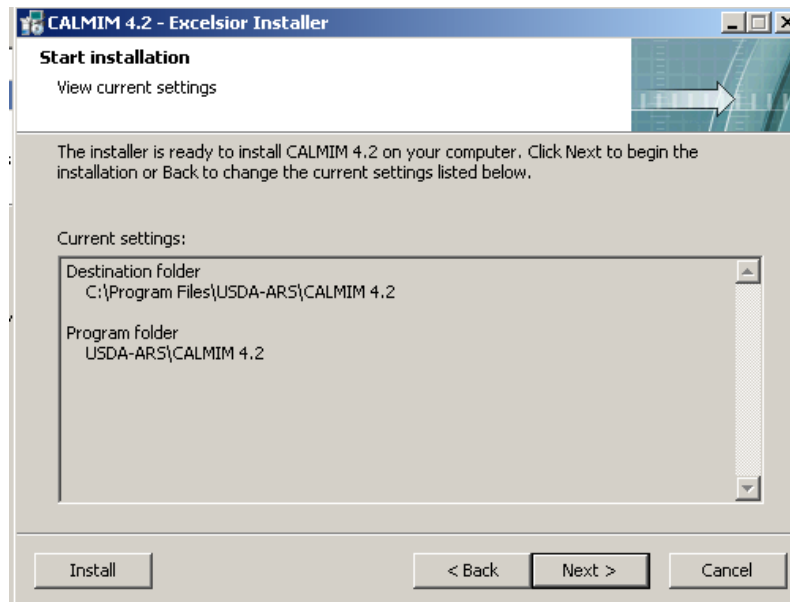 CALMIM 4.2 - Excelsior Installer
Start installation
View current settings
The installer is ready to install CALMIM 4.2 on your computer. Click Next to begin the
installation or Back to change the current settings listed below.
Current settings:
Destination folder
C:\Program Files\USDA-ARS\CALMIM 4.2
Program folder
USDA-ARS\CALMIM 4.2
Install
< Back
Next >
Cancel